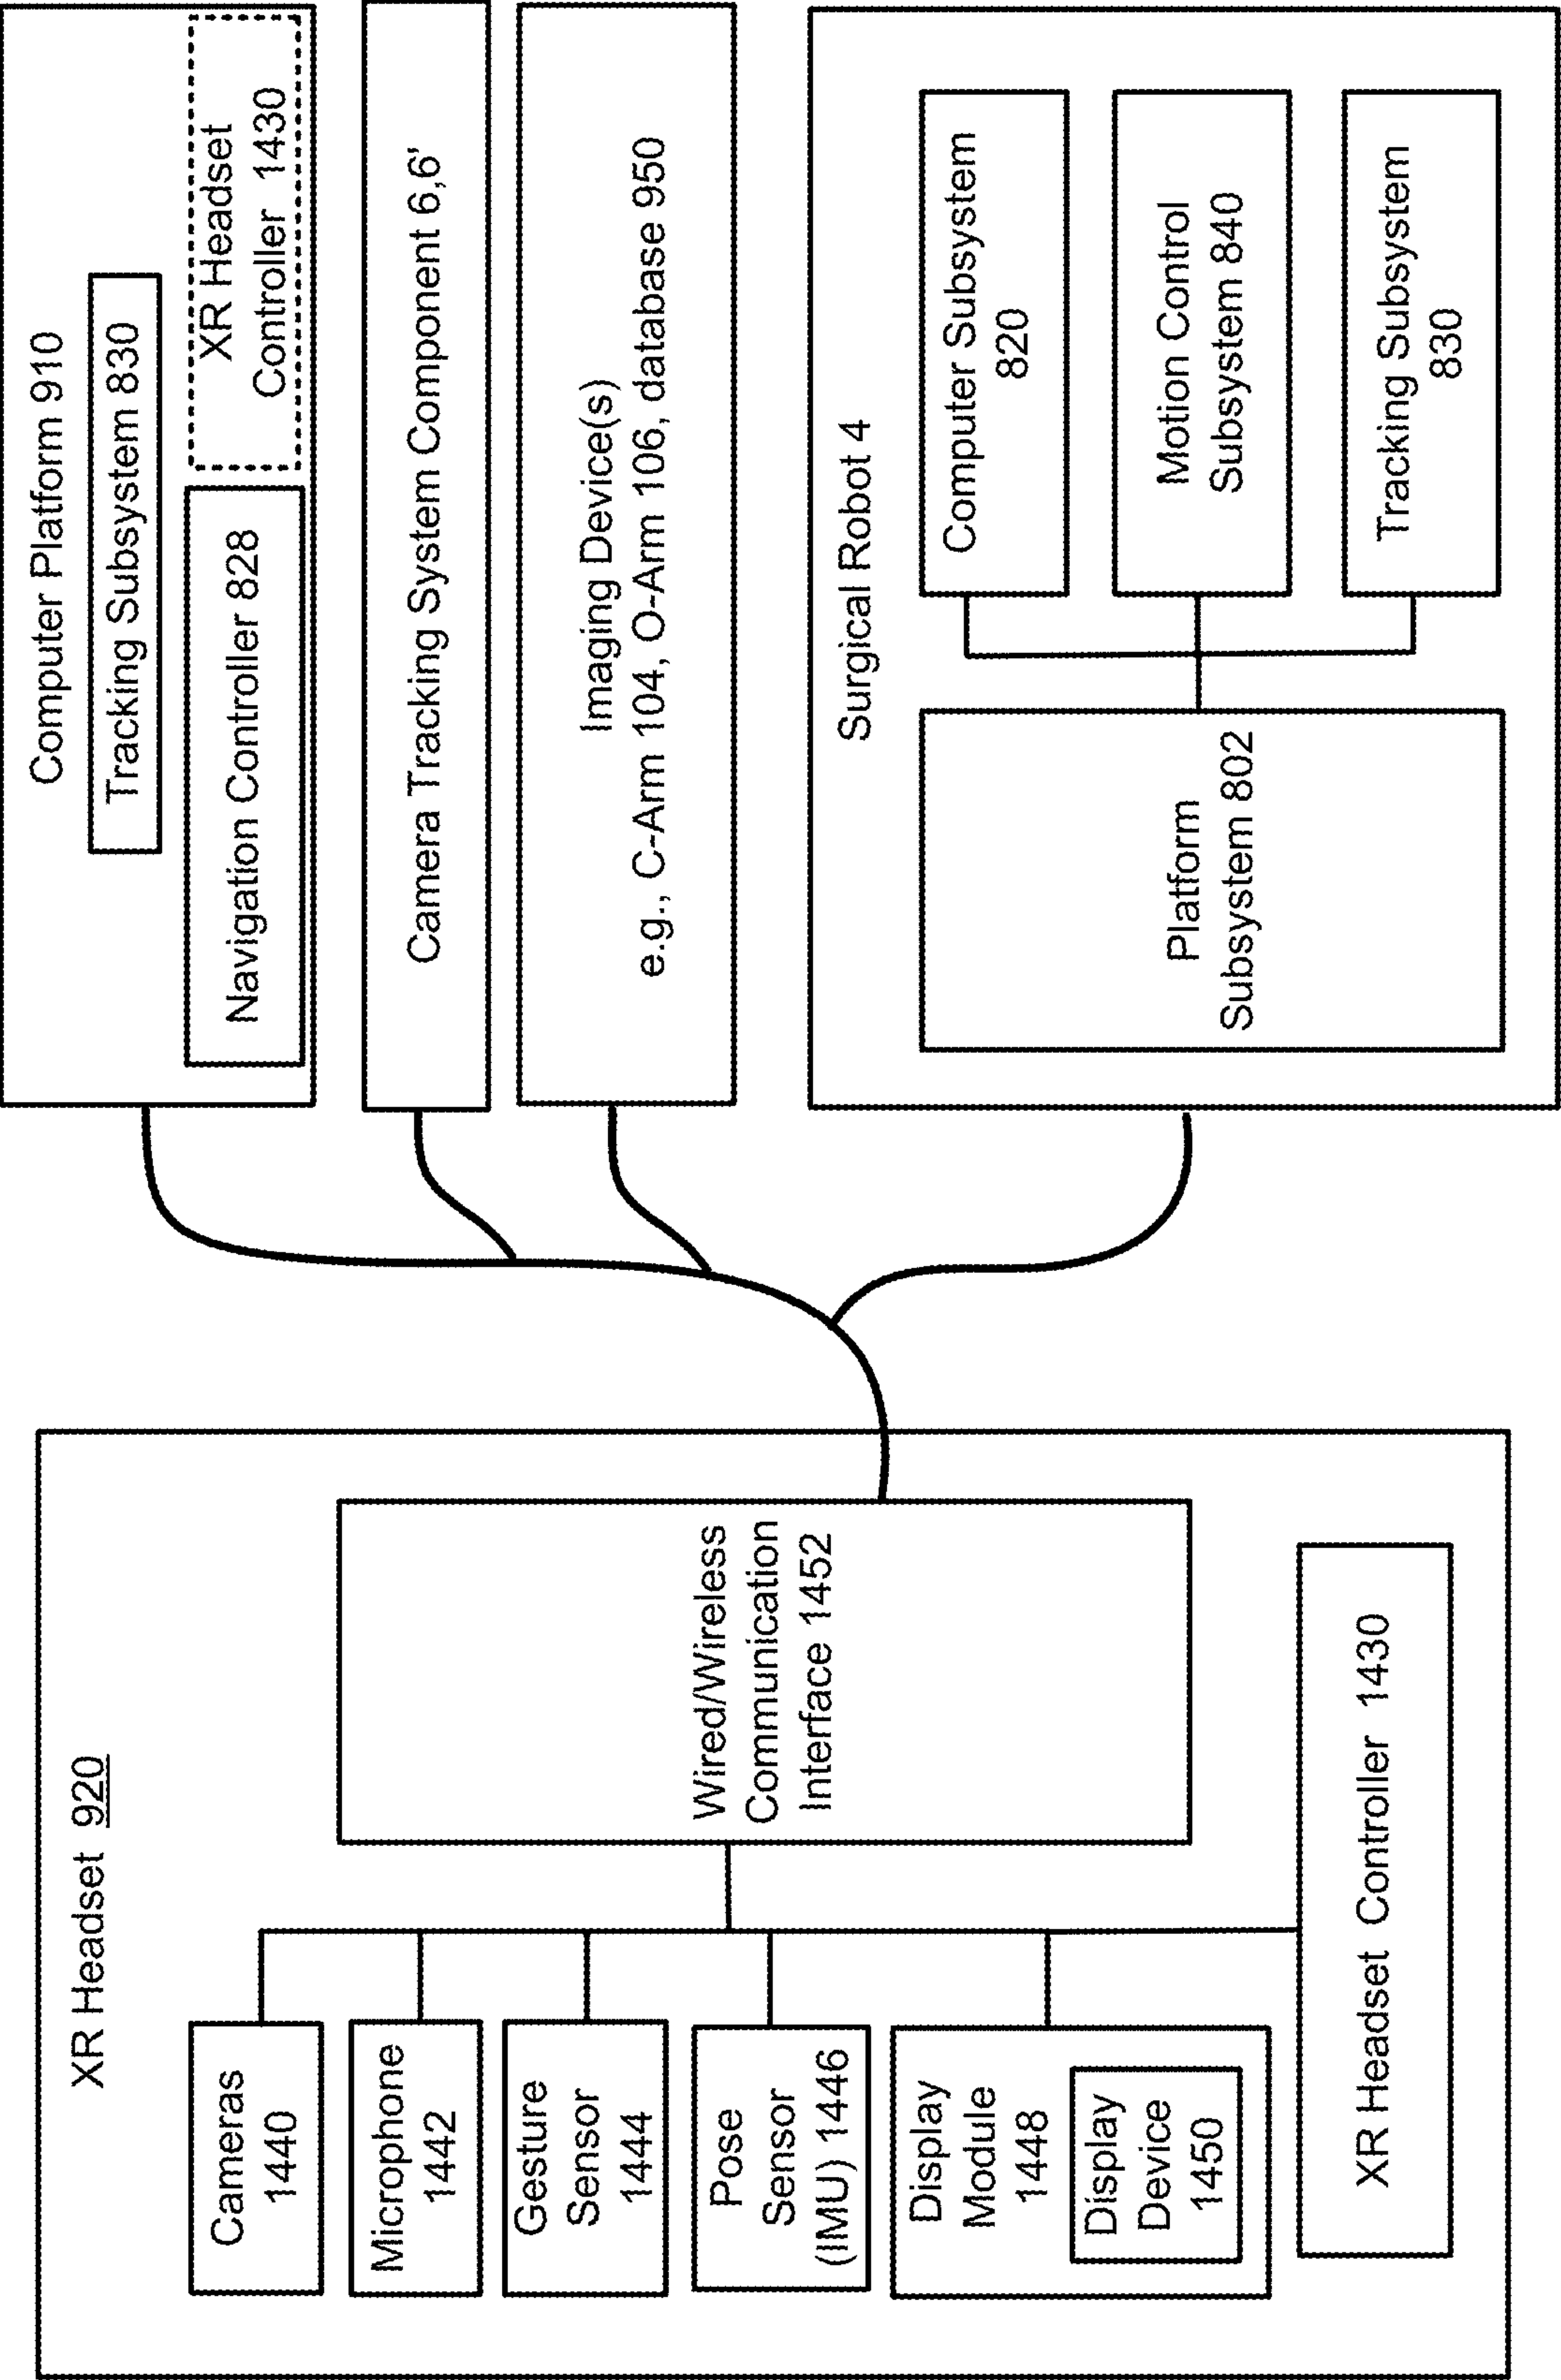 XR Headset 920
Cameras
1440
Microphone
1442
Gesture
Sensor
1444
Pose
Sensor
(IMU) 1446
Display
Module
1448
Display
Device
1450
Wired/Wireless
Communication
Interface 1452
XR Headset Controller 1430
Computer Platform 910
Tracking Subsystem 830
Navigation Controller 828
XR Headset
Controller 1430
Camera Tracking System Component 6,6'
Imaging Device(s)
e.g., C-Arm 104, O-Arm 106, database 950
Surgical Robot 4
Platform
Subsystem 802
Computer Subsystem
820
Motion Control
Subsystem 840
Tracking Subsystem
830